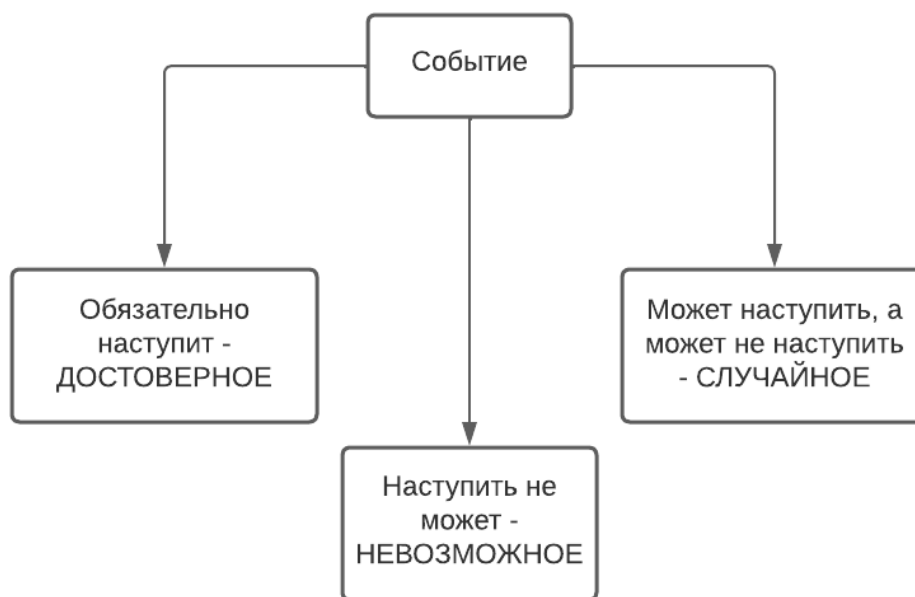 Событие
Обязательно
наступит -
ДОСТОВЕРНОЕ
Может наступить, а
может не наступить
- СЛУЧАЙНОЕ
Наступить не
может -
НЕВОЗМОЖНОЕ